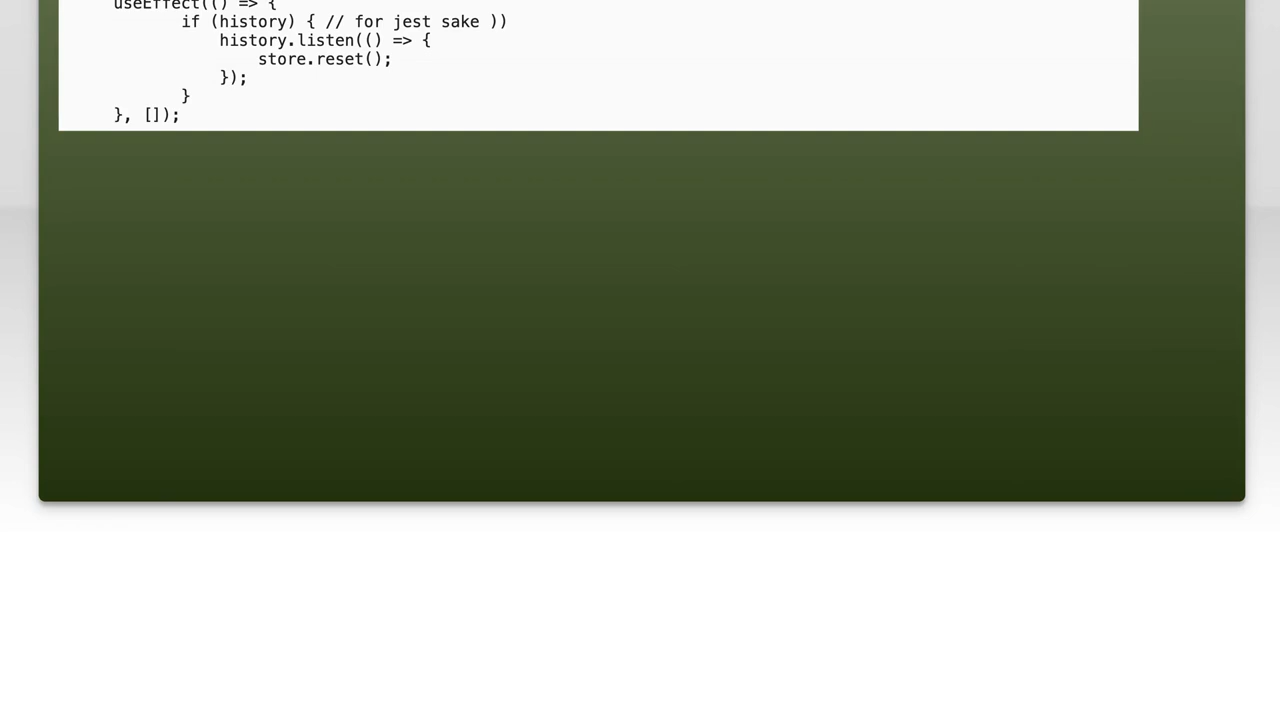 useEffect(() => {
if (history) { // for jest sake ))
history.listen(() => {
store.reset();
});
}
}, []);